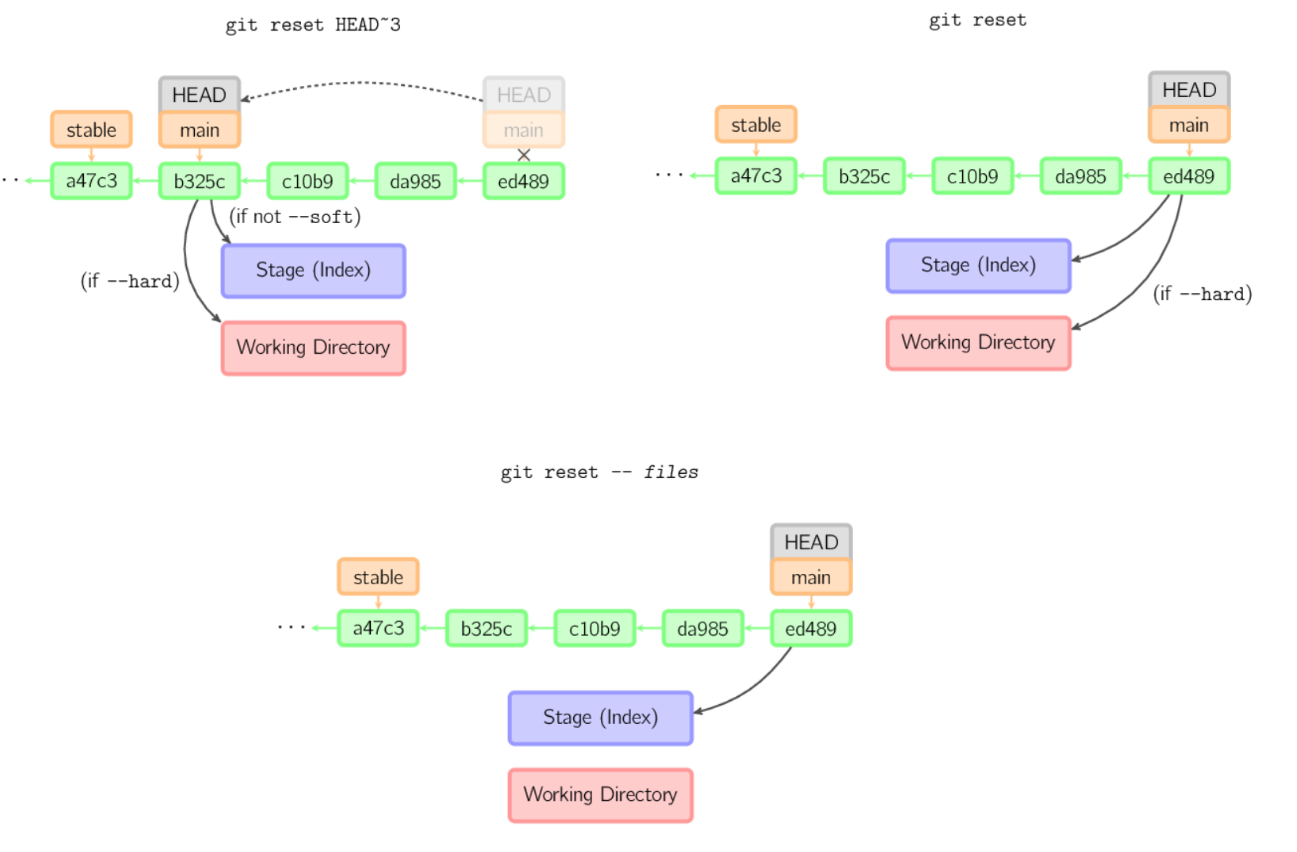 git reset HEAD~3
HEAD
HEAD
stable
main
main
··
a47c3
b325c
c10b9
da985
ed489
(if not --soft)
Stage (Index)
(if --hard)
Working Directory
git reset
HEAD
stable
main
···
a47c3
b325c
c10b9
da985
ed489
Stage (Index)
(if --hard)
Working Directory
git reset -- files
HEAD
stable
main
···
a47c3
b325c
c10b9
da985
ed489
Stage (Index)
Working Directory